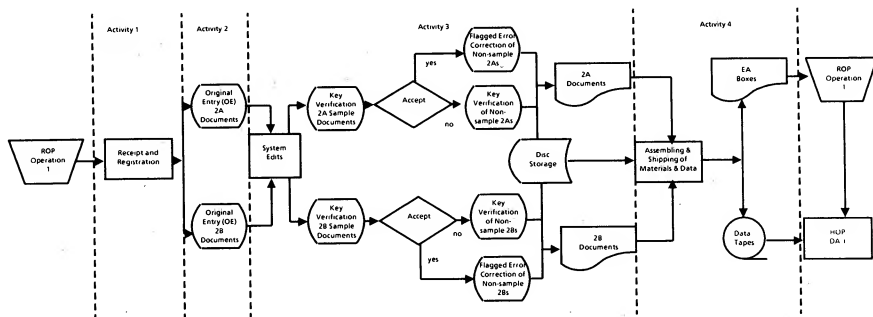 Activity 1
Activity 2
Activity 3
Activity 4
ROP
Operation
1
Receipt and
Registration
Original
Entry (OE)
2A
Documents
Original
Entry (OE)
2B
Documents
System
Edits
Key
Verification
2A Sample
Documents
Key
Verification
2B Sample
Documents
Accept
yes
no
Accept
no
yes
Flagged Error
Correction of
Non-sample
2As
Key
Verification
of Non-
sample 2As
Key
Verification
of Non-
sample 2Bs
Flagged Error
Correction of
Non-sample
2Bs
2A
Documents
Disc
Storage
2B Documents
Assembling &
Shipping of
Materials & Data
EA
Boxes
Data
Tapes
ROP
Operation
1